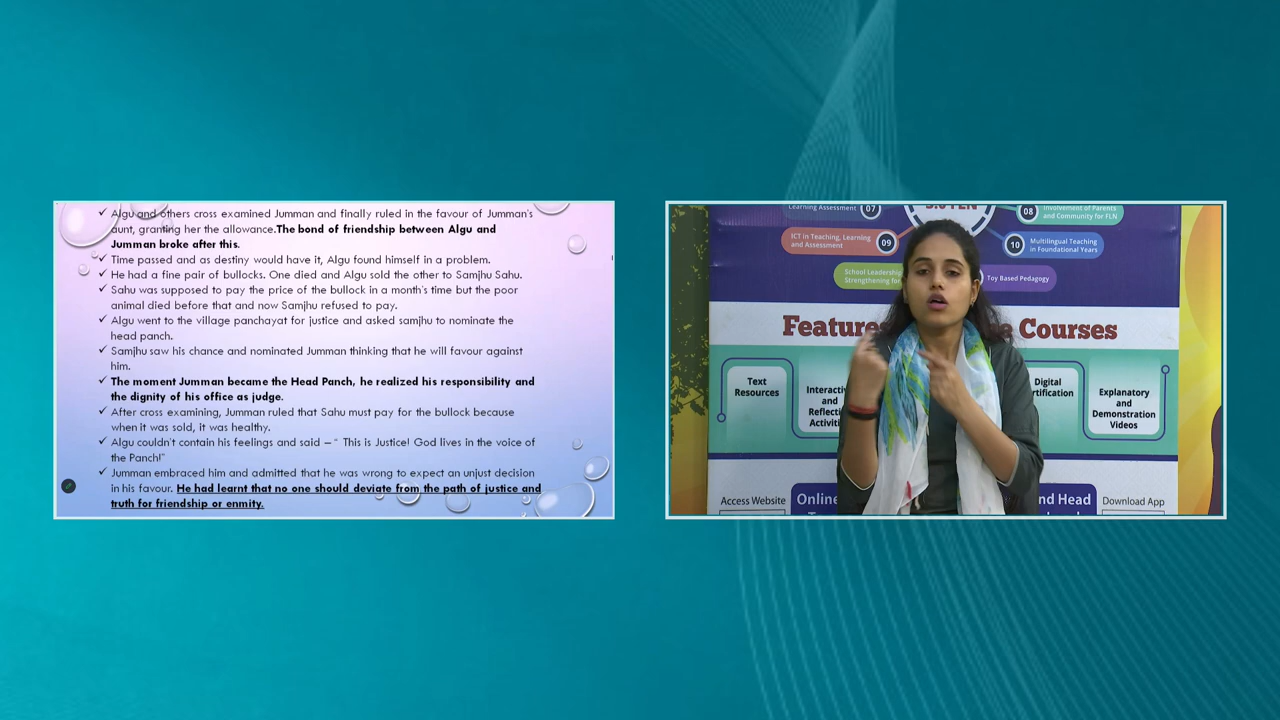 Algu and others cross examined Jumman and finally ruled in the favour of Jumman's
aunt, granting her the allowance.The bond of friendship between Algu and
Jumman broke after this.
Time passed and as destiny would have it, Algu found himself in a problem.
He had a fine pair of bullocks. One died and Algu sold the other to Samjhu Sahu.
Sahu was supposed to pay the price of the bullock in a month's time but the poor
animal died before that and now Samjhu refused to pay.
Algu went to the village panchayat for justice and asked samjhu to nominate the
head panch.
Samjhu saw his chance and nominated Jumman thinking that he will favour against
him.
The moment Jumman became the Head Panch, he realized his responsibility and
the dignity of his office as judge.
After cross examining, Jumman ruled that Sahu must pay for the bullock because
when it was sold, it was healthy.
Algu couldn't contain his feelings and said – " This is Justice! God lives in the voice of
the Panch!"
Jumman embraced him and admitted that he was wrong to expect an unjust decision
in his favour. He had learnt that no one should deviate from the path of justice and
truth for friendship or enmity.
Learning Assessment 07
08 Involvement of Parents
and Community for FLN
ICT in Teaching, Learning
and Assessment 09
10 Multilingual Teaching
in Foundational Years
School Leadership
Strengthening for
Toy Based Pedagogy
Features Courses
Text
Resources
Digital
Explanatory
and
Demonstration
Videos
and
Access Website
Online
nd Head
Download App